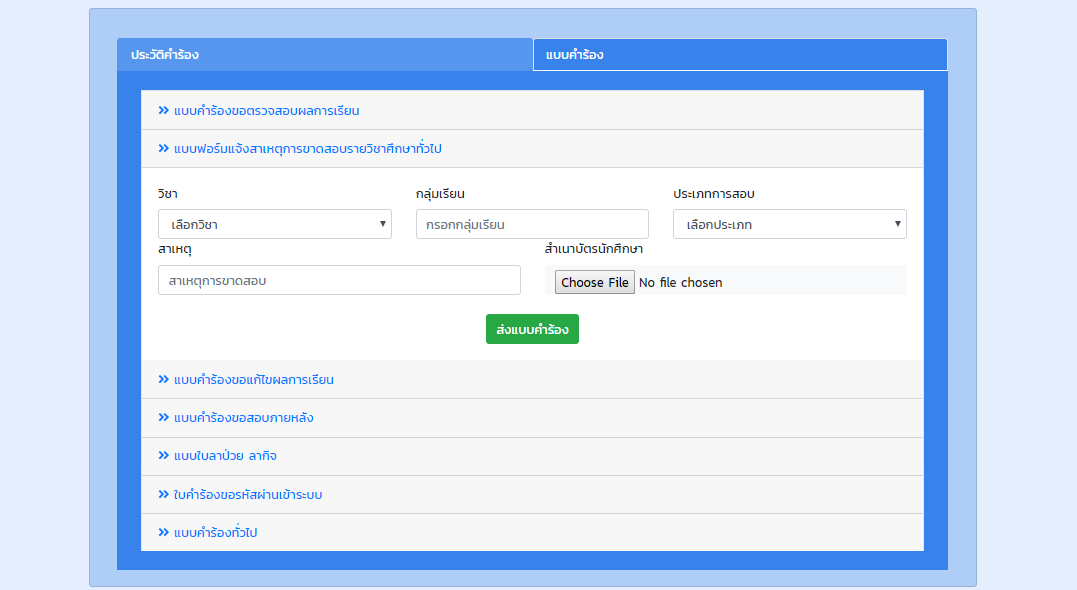 ประวัติคำร้อง แบบคำร้อง
แบบคำร้องขอตรวจสอบผลการเรียน
แบบฟอร์มแจ้งสาเหตุการขาดสอบรายวิชาศึกษาทั่วไป
วิชา กลุ่มเรียน ประเภทการสอบ
เลือกวิชา กรอกกลุ่มเรียน เลือกประเภท
สาเหตุ สำเนาบัตรนักศึกษา
สาเหตุการขาดสอบ Choose File No file chosen
ส่งแบบคำร้อง
แบบคำร้องขอแก้ไขผลการเรียน
แบบคำร้องขอสอบภายหลัง
แบบใบลาป่วย ลากิจ
ใบคำร้องขอรหัสผ่านเข้าระบบ
แบบคำร้องทั่วไป